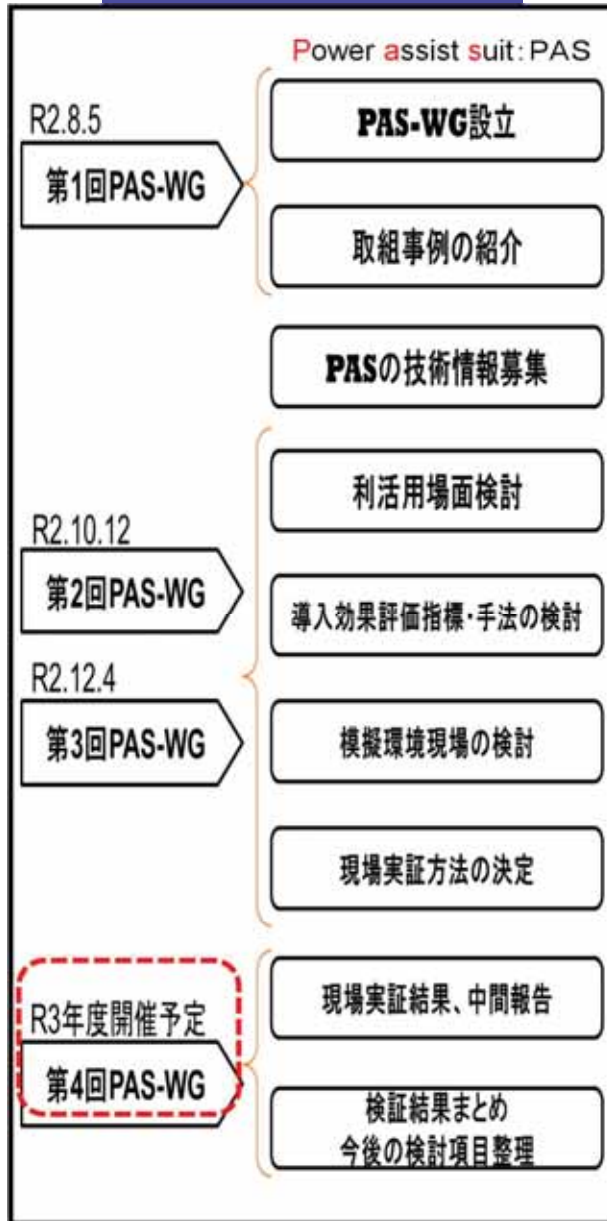 Power assist suit：PAS
R2.8.5
第1回PAS-WG
PAS-WG設立
取組事例の紹介
PASの技術情報募集
R2.10.12
第2回PAS-WG
R2.12.4
第3回PAS-WG
利活用場面検討
導入効果評価指標・手法の検討
模擬環境現場の検討
現場実証方法の決定
R3年度開催予定
第4回PAS-WG
現場実証結果、中間報告
検証結果まとめ
今後の検討項目整理